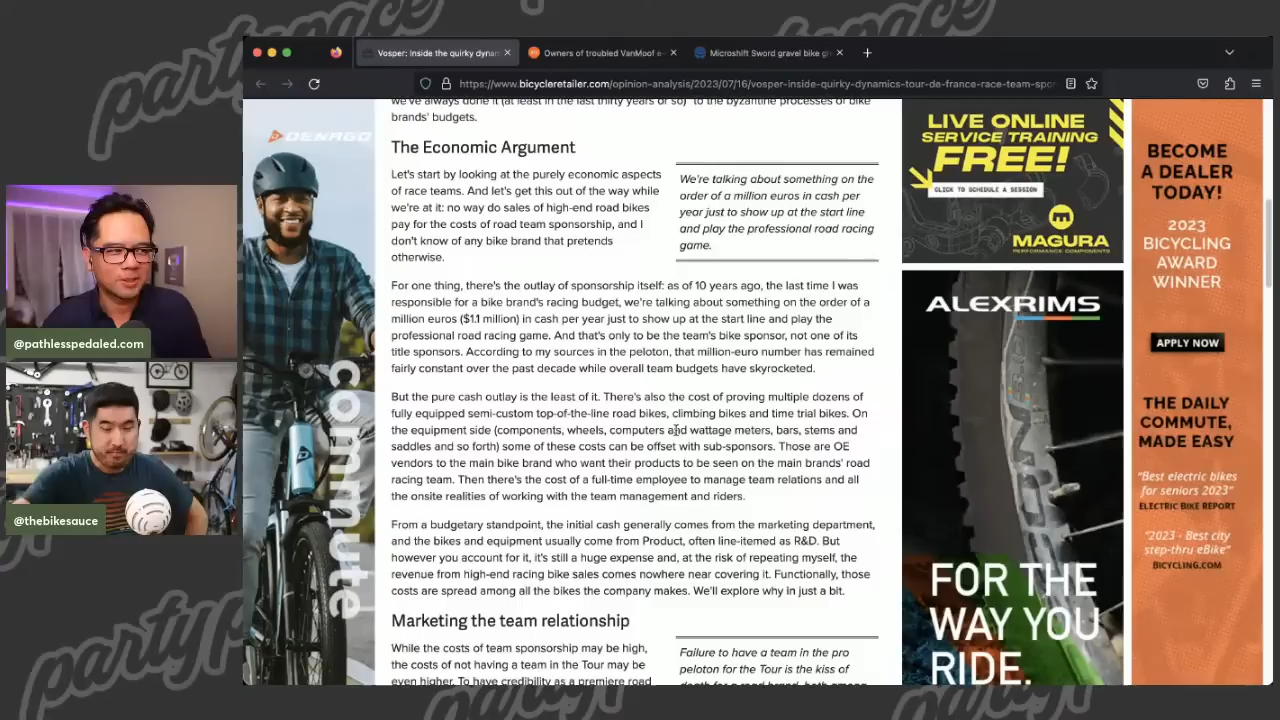 partypace
Vosper: Inside the quirky dynan
Owners of troubled VanMoof e-
Microshift Sword gravel bike gr
https://www.bicycleretailer.com/opinion-analysis/2023/07/16/vosper-inside-quirky-dynamics-tour-de-france-race-team-spo
we've always done it (at least in the last thirty years or so)" to the byzantine processes of bike
brands' budgets.
The Economic Argument
Let's start by looking at the purely economic aspects
of race teams. And let's get this out of the way while
we're at it: no way do sales of high-end road bikes
pay for the costs of road team sponsorship, and I
don't know of any bike brand that pretends
otherwise.
We're talking about something on the
order of a million euros in cash per
year just to show up at the start line
and play the professional road racing
game.
For one thing, there's the outlay of sponsorship itself: as of 10 years ago, the last time I was
responsible for a bike brand's racing budget, we're talking about something on the order of a
million euros ($1.1 million) in cash per year just to show up at the start line and play the
professional road racing game. And that's only to be the team's bike sponsor, not one of its
title sponsors. According to my sources in the peloton, that million-euro number has remained
fairly constant over the past decade while overall team budgets have skyrocketed.
But the pure cash outlay is the least of it. There's also the cost of proving multiple dozens of
fully equipped semi-custom top-of-the-line road bikes, climbing bikes and time trial bikes. On
the equipment side (components, wheels, computers and wattage meters, bars, stems and
saddles and so forth) some of these costs can be offset with sub-sponsors. Those are OE
vendors to the main bike brand who want their products to be seen on the main brands' road
racing team. Then there's the cost of a full-time employee to manage team relations and all
the onsite realities of working with the team management and riders.
From a budgetary standpoint, the initial cash generally comes from the marketing department,
and the bikes and equipment usually come from Product, often line-itemed as R&D. But
however you account for it, it's still a huge expense and, at the risk of repeating myself, the
revenue from high-end racing bike sales comes nowhere near covering it. Functionally, those
costs are spread among all the bikes the company makes. We'll explore why in just a bit.
Marketing the team relationship
While the costs of team sponsorship may be high,
the costs of not having a team in the Tour may be
even higher. To have credibility as a premiere road
Failure to have a team in the pro
peloton for the Tour is the kiss of
death for a road brand, both among
DENAGO
commute
LIVE ONLINE
SERVICE TRAINING
FREE!
CLICK TO SCHEDULE A SESSION
MAGURA
PERFORMANCE COMPONENTS
ALEXRIMS
FOR THE
WAY YOU
RIDE.
BECOME
A DEALER
TODAY!
2023
BICYCLING
AWARD
WINNER
APPLY NOW
THE DAILY
COMMUTE,
MADE EASY
"Best electric bikes
for seniors 2023"
ELECTRIC BIKE REPORT
"2023 - Best city
step-thru eBike"
BICYCLING.COM
@pathlesspedaled.com
@thebikesauce